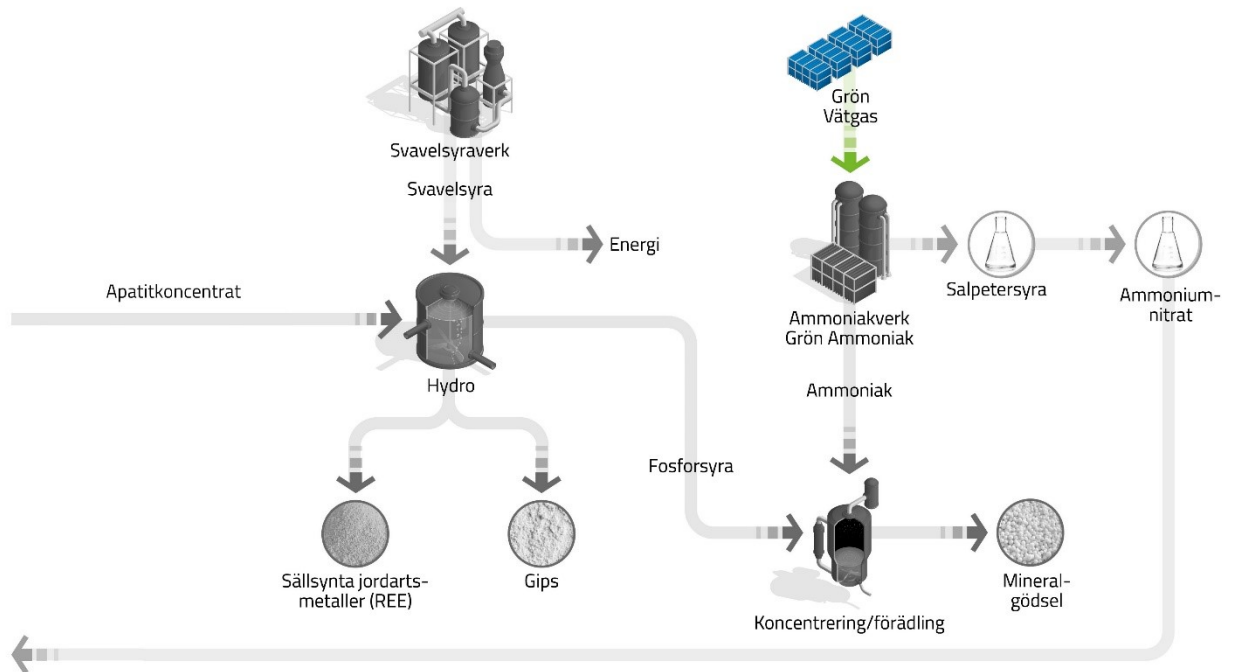 Grön
Vätgas
Svavelsyraverk
Svavelsyra
Energi
Apatitkoncentrat
Salpetersyra
Ammonium-
nitrat
Ammoniakverk
Grön Ammoniak
Hydro
Ammoniak
Fosforsyra
Sällsynta jordarts-
metaller (REE)
Gips
Mineral-
gödsel
Koncentrering/förädling